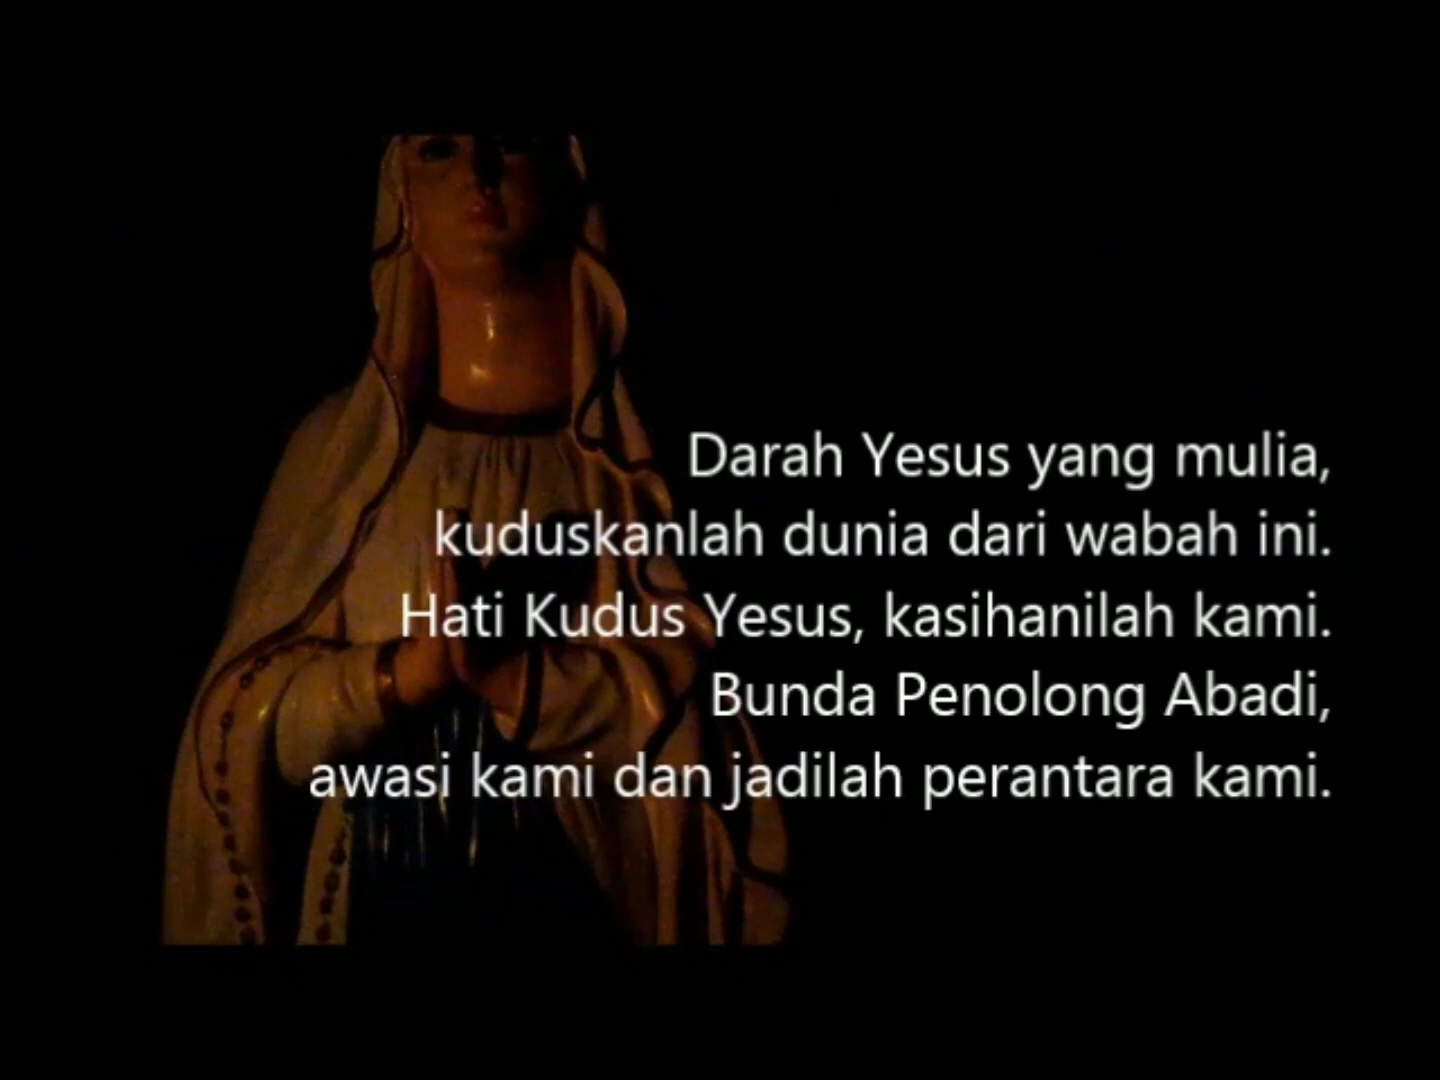 Darah Yesus yang mulia,
kuduskanlah dunia dari wabah ini.
Hati Kudus Yesus, kasihanilah kami.
Bunda Penolong Abadi,
awasi kami dan jadilah perantara kami.